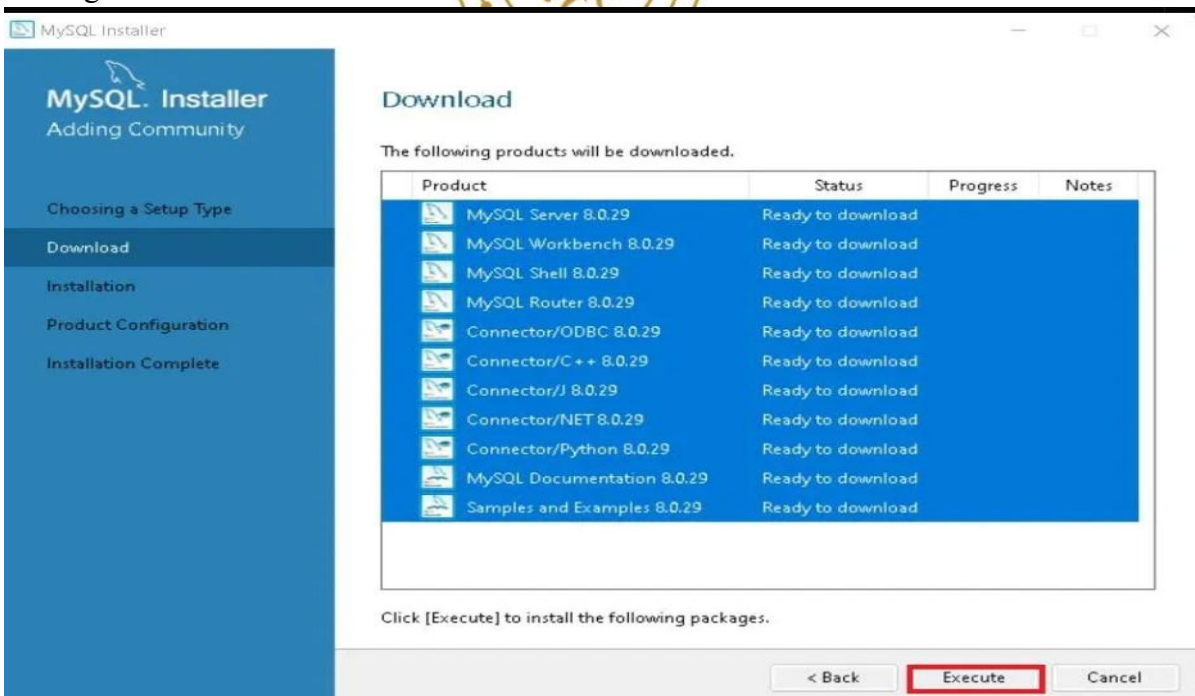 MySQL Installer
MySQL. Installer
Adding Community
Choosing a Setup Type
Download
Installation
Product Configuration
Installation Complete
Download
The following products will be downloaded.
Product Status Progress Notes
MySQL Server 8.0.29 Ready to download
MySQL Workbench 8.0.29 Ready to download
MySQL Shell 8.0.29 Ready to download
MySQL Router 8.0.29 Ready to download
Connector/ODBC 8.0.29 Ready to download
Connector/C++ 8.0.29 Ready to download
Connector/J 8.0.29 Ready to download
Connector/NET 8.0.29 Ready to download
Connector/Python 8.0.29 Ready to download
MySQL Documentation 8.0.29 Ready to download
Samples and Examples 8.0.29 Ready to download
Click [Execute] to install the following packages.
< Back Execute Cancel